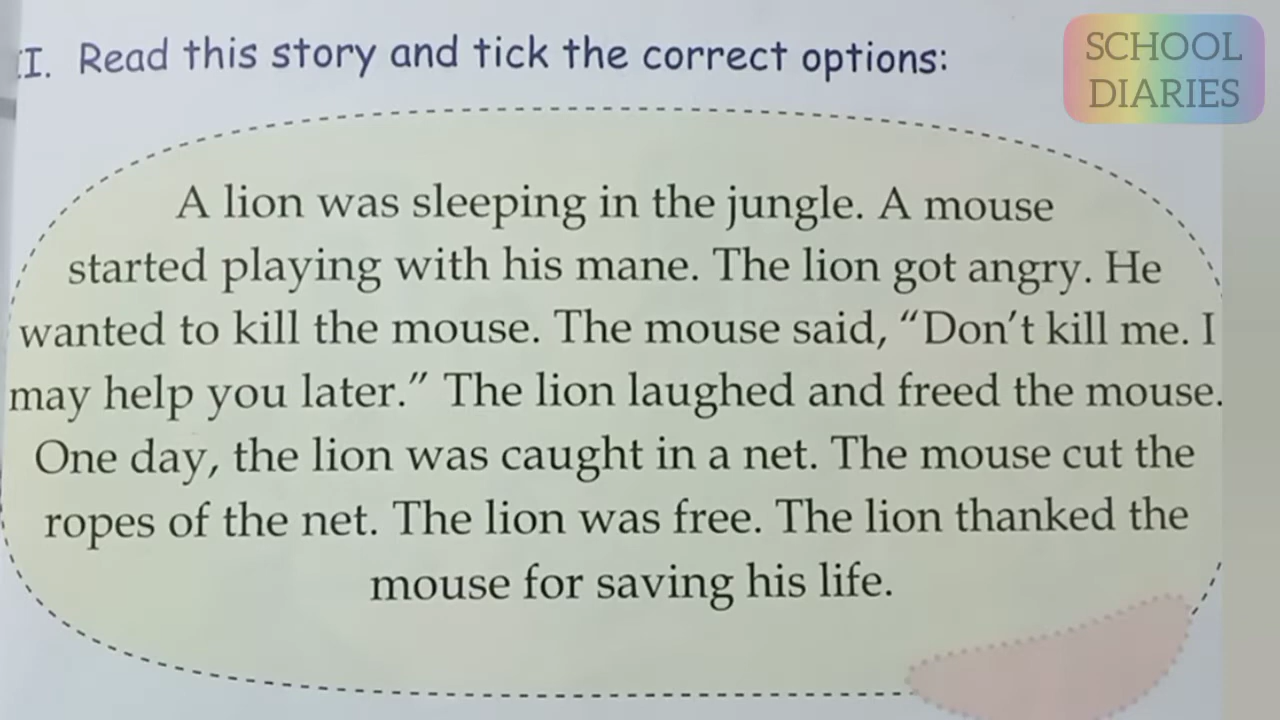 II. Read this story and tick the correct options:
SCHOOL
DIARIES
A lion was sleeping in the jungle. A mouse
started playing with his mane. The lion got angry. He
wanted to kill the mouse. The mouse said, “Don’t kill me. I
may help you later.” The lion laughed and freed the mouse.
One day, the lion was caught in a net. The mouse cut the
ropes of the net. The lion was free. The lion thanked the
mouse for saving his life.